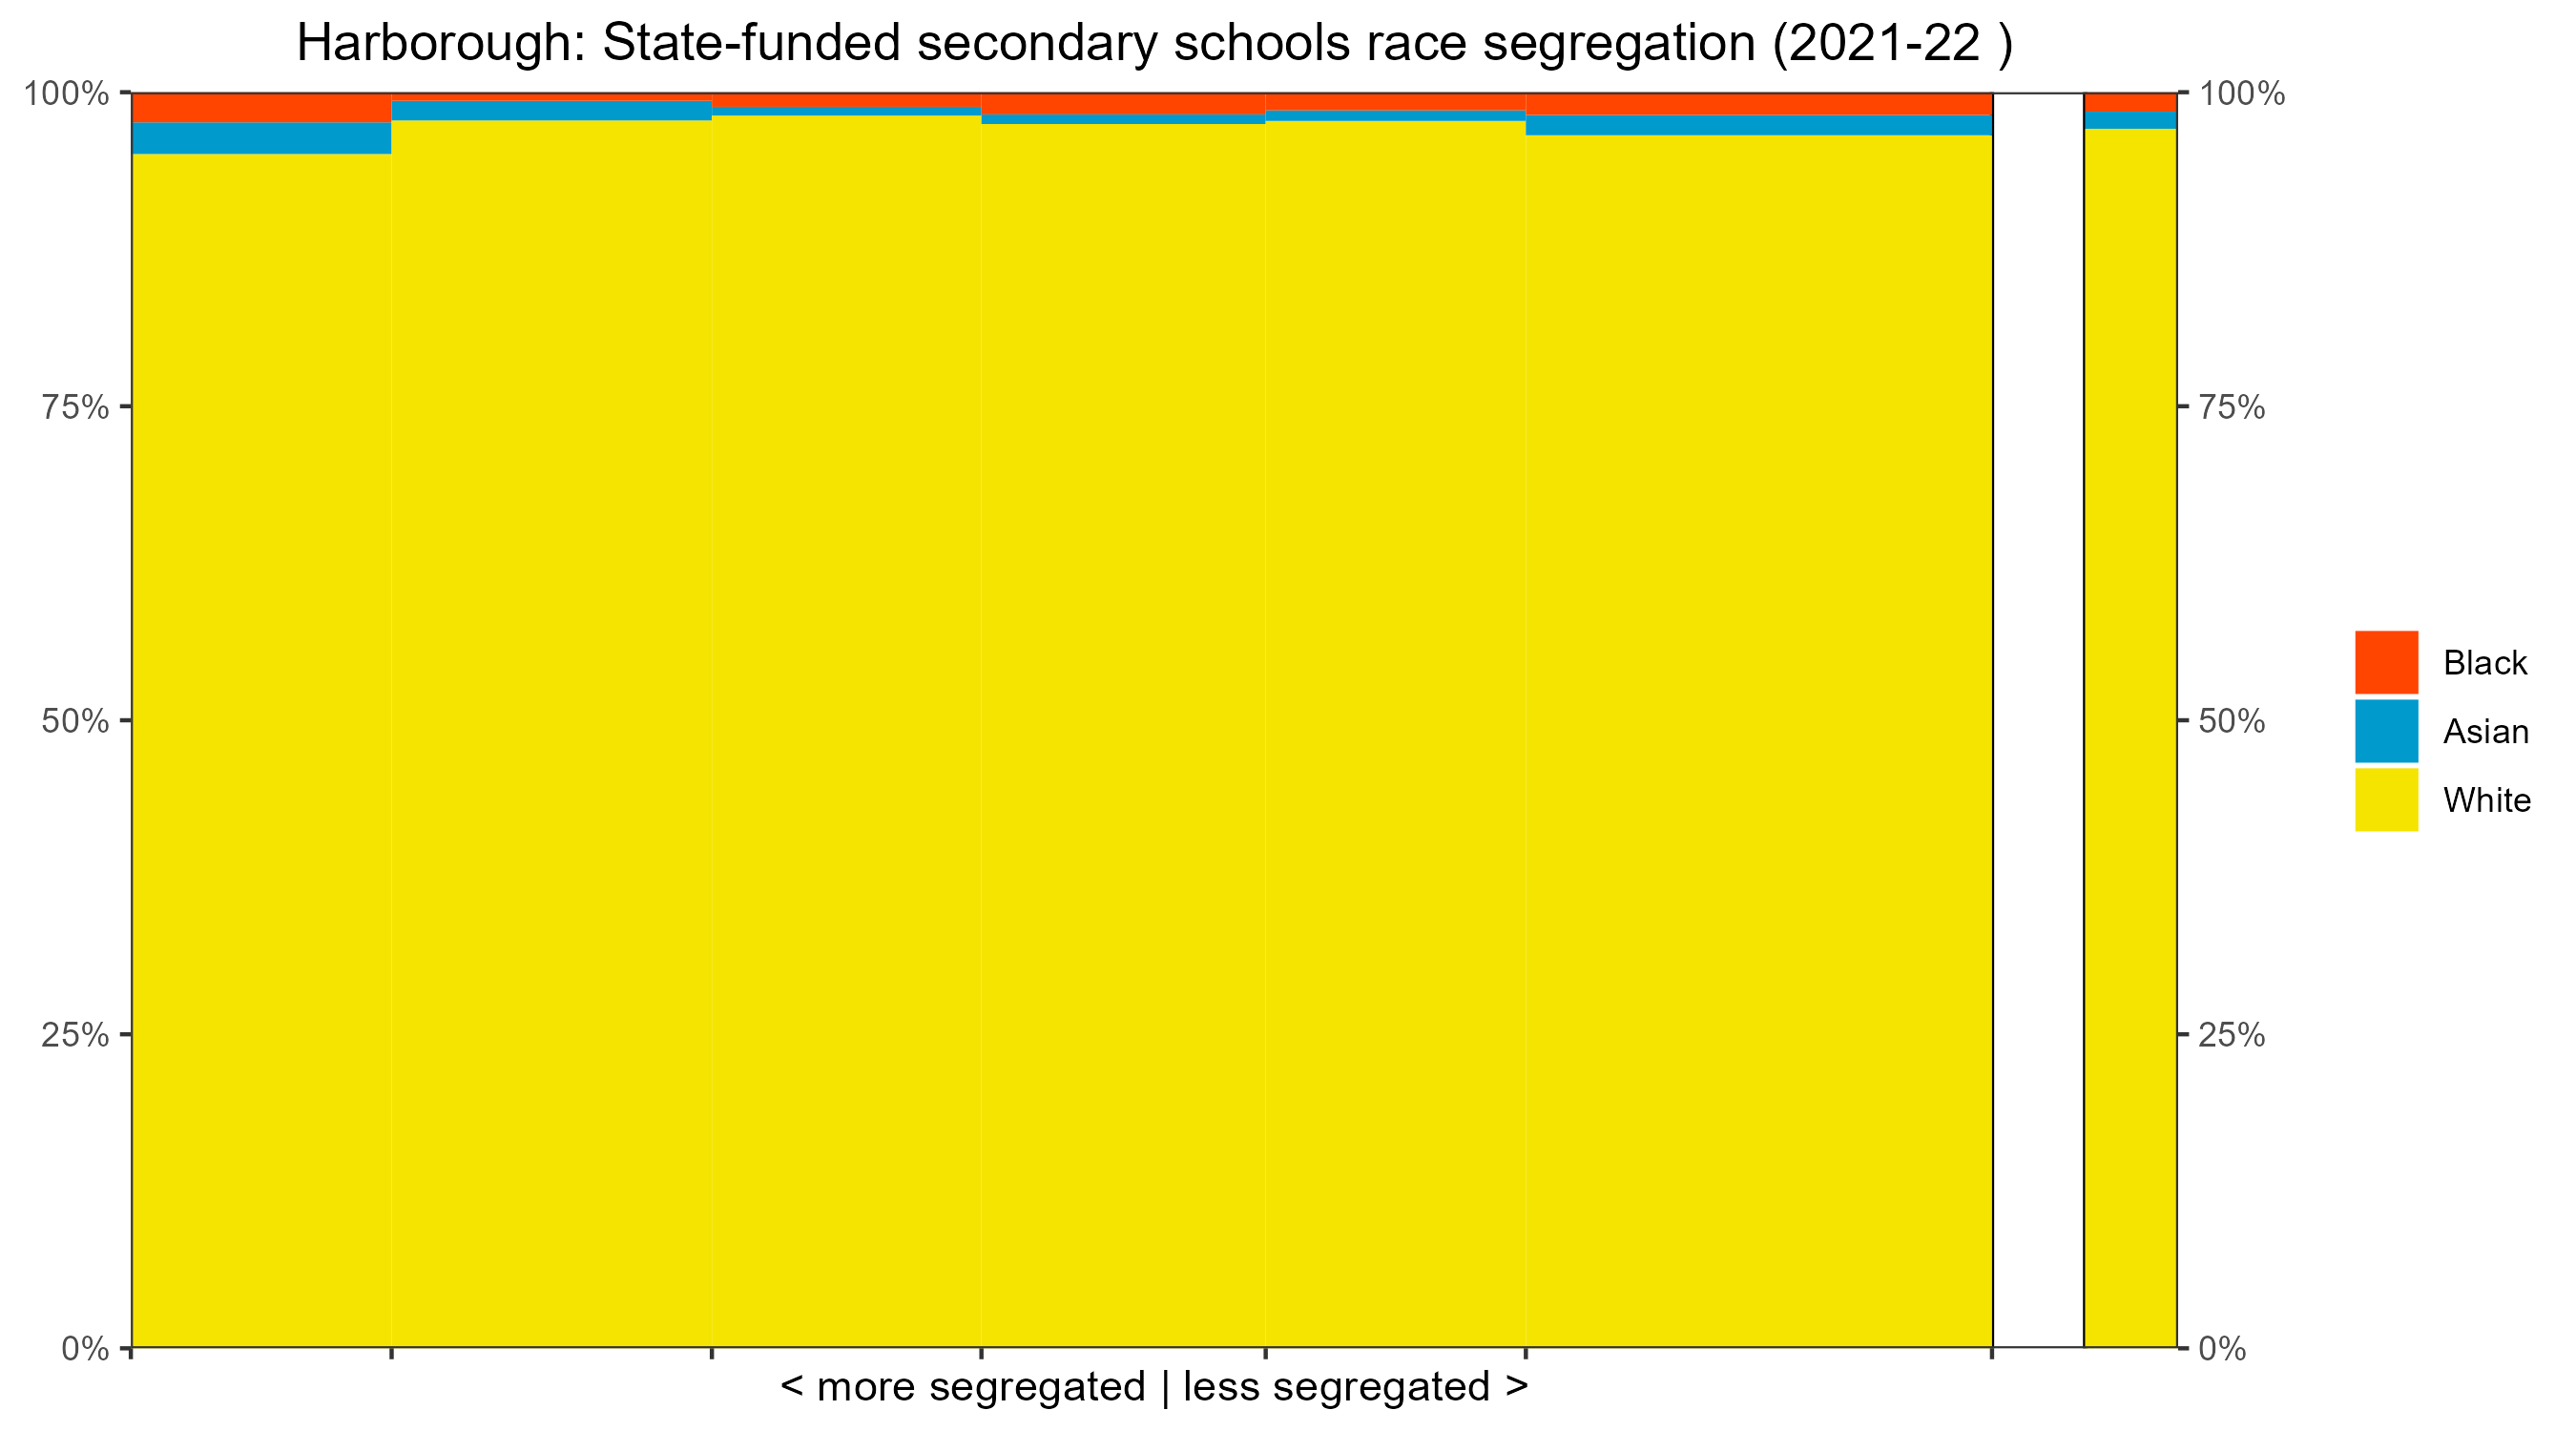 Harborough: State-funded secondary schools race segregation (2021-22 )
100%
75%
50%
25%
0%
100%
75%
50%
25%
0%
Black
Asian
White
< more segregated | less segregated >